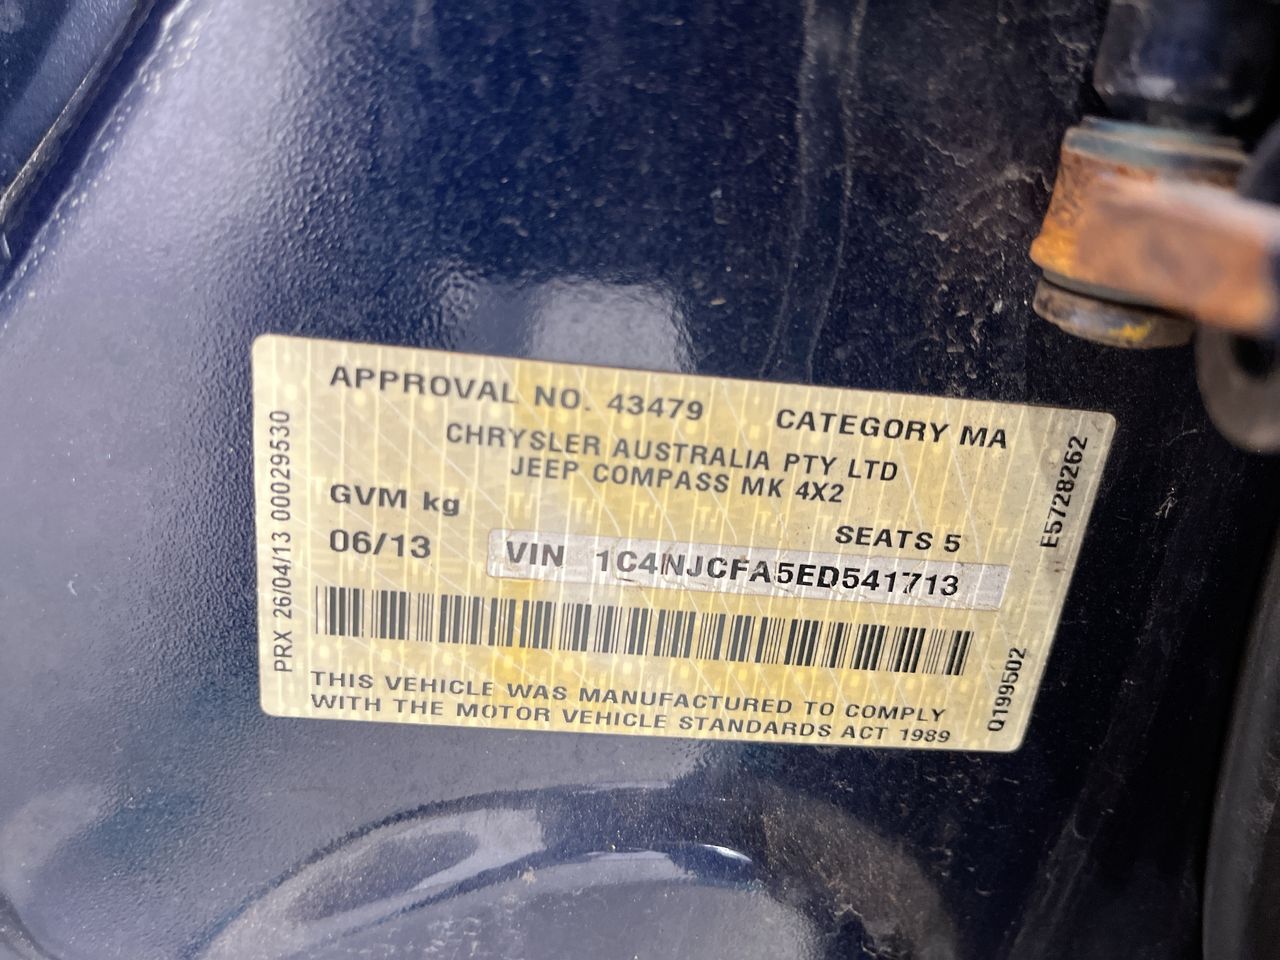 APPROVAL NO. 43479 CATEGORY MA
CHRYSLER AUSTRALIA PTY LTD
JEEP COMPASS MK 4X2
GVM kg
SEATS 5
06/13
VIN 1C4NJCFA5ED541713
THIS VEHICLE WAS MANUFACTURED TO COMPLY
WITH THE MOTOR VEHICLE STANDARDS ACT 1989
PRX 26/04/13 00029530
E5728262
Q199502